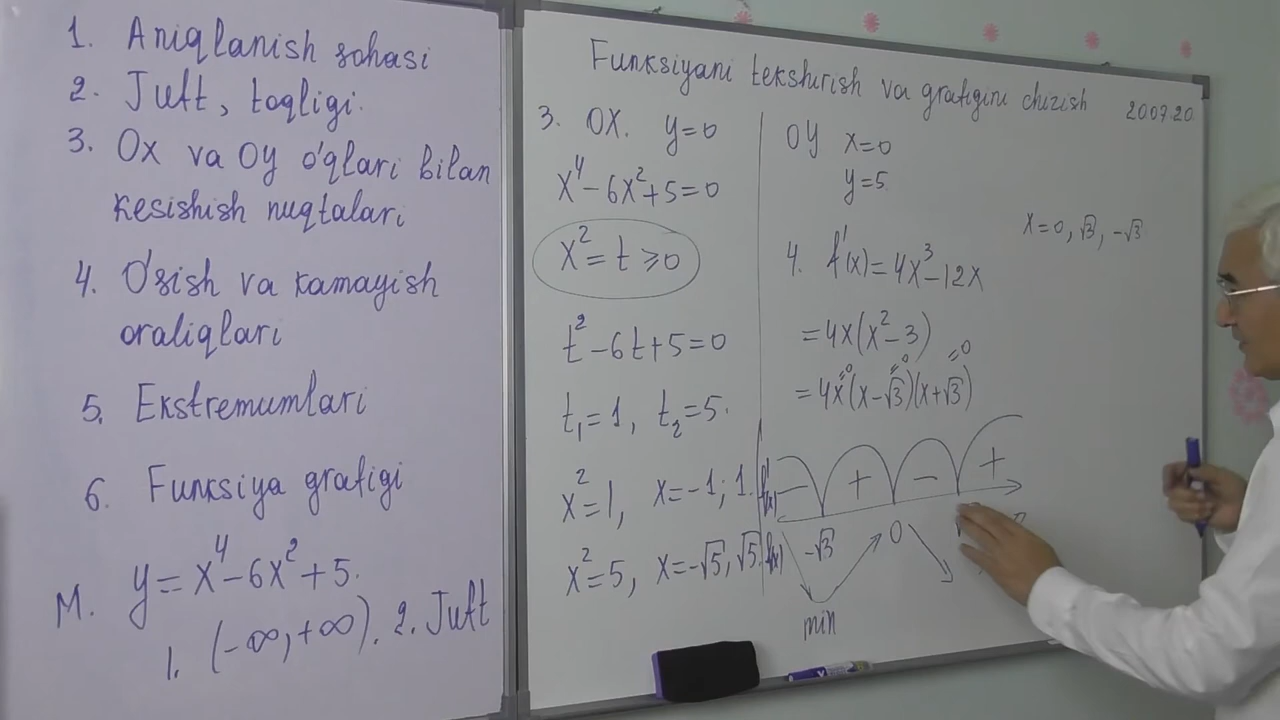 1. Aniqlanish sohasi
2. Juft, toqligi.
3. Ox va Oy o'qlari bilan
kesishish nuqtalari
4. O'sish va kamayish
oraliqlari
5. Ekstremumlari
6. Funksiya grafigi
M. y = x⁴ - 6x² + 5.
1. (-∞, +∞). 2. Juft
Funksiyani tekshirish va grafigini chizish 2007.20
3. OX. y = 0
x⁴ - 6x² + 5 = 0
x² = t ≥ 0
t² - 6t + 5 = 0
t₁ = 1, t₂ = 5.
x² = 1, x = -1; 1.
x² = 5, x = -√5, √5.
OY x = 0
y = 5
x = 0, √3, -√3
4. f'(x) = 4x³ - 12x
= 4x(x² - 3)
=0 =0 =0
= 4x(x - √3)(x + √3)
f'(x) - + - +
f(x) -√3 0
min